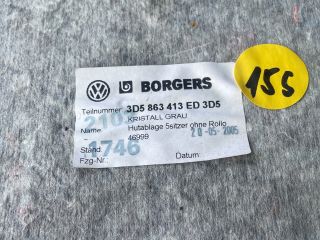 BORGERS
155
Teilnummer: 3D5 863 413 ED 3D5
KRISTALL GRAU
Name Hutablage 5sitzer ohne Rollo
46999 20-05-2005
Stand: 1746
Fzg-Nr.: Datum: